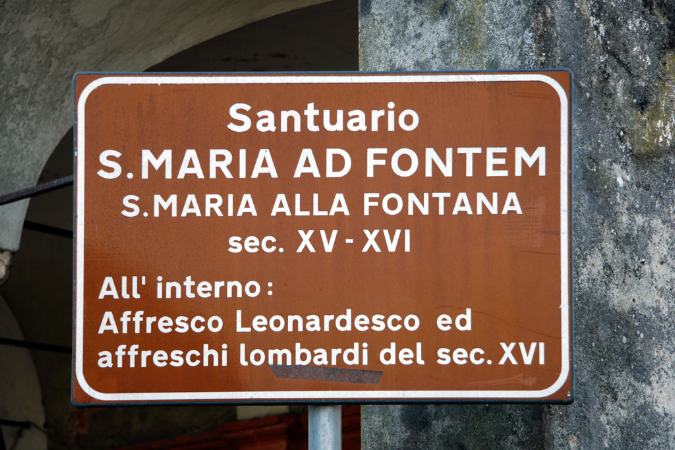 Santuario
S. MARIA AD FONTEM
S. MARIA ALLA FONTANA
sec. XV - XVI
All' interno :
Affresco Leonardesco ed
affreschi lombardi del sec. XVI